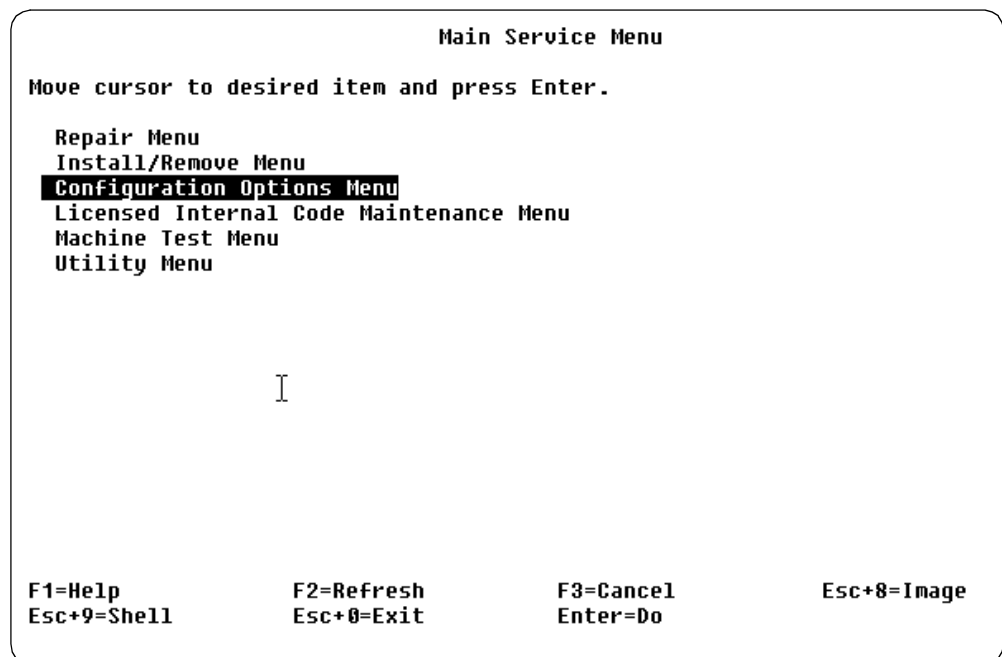 Main Service Menu
Move cursor to desired item and press Enter.
Repair Menu
Install/Remove Menu
Configuration Options Menu
Licensed Internal Code Maintenance Menu
Machine Test Menu
Utility Menu
F1=Help F2=Refresh F3=Cancel Esc+8=Image
Esc+9=Shell Esc+0=Exit Enter=Do